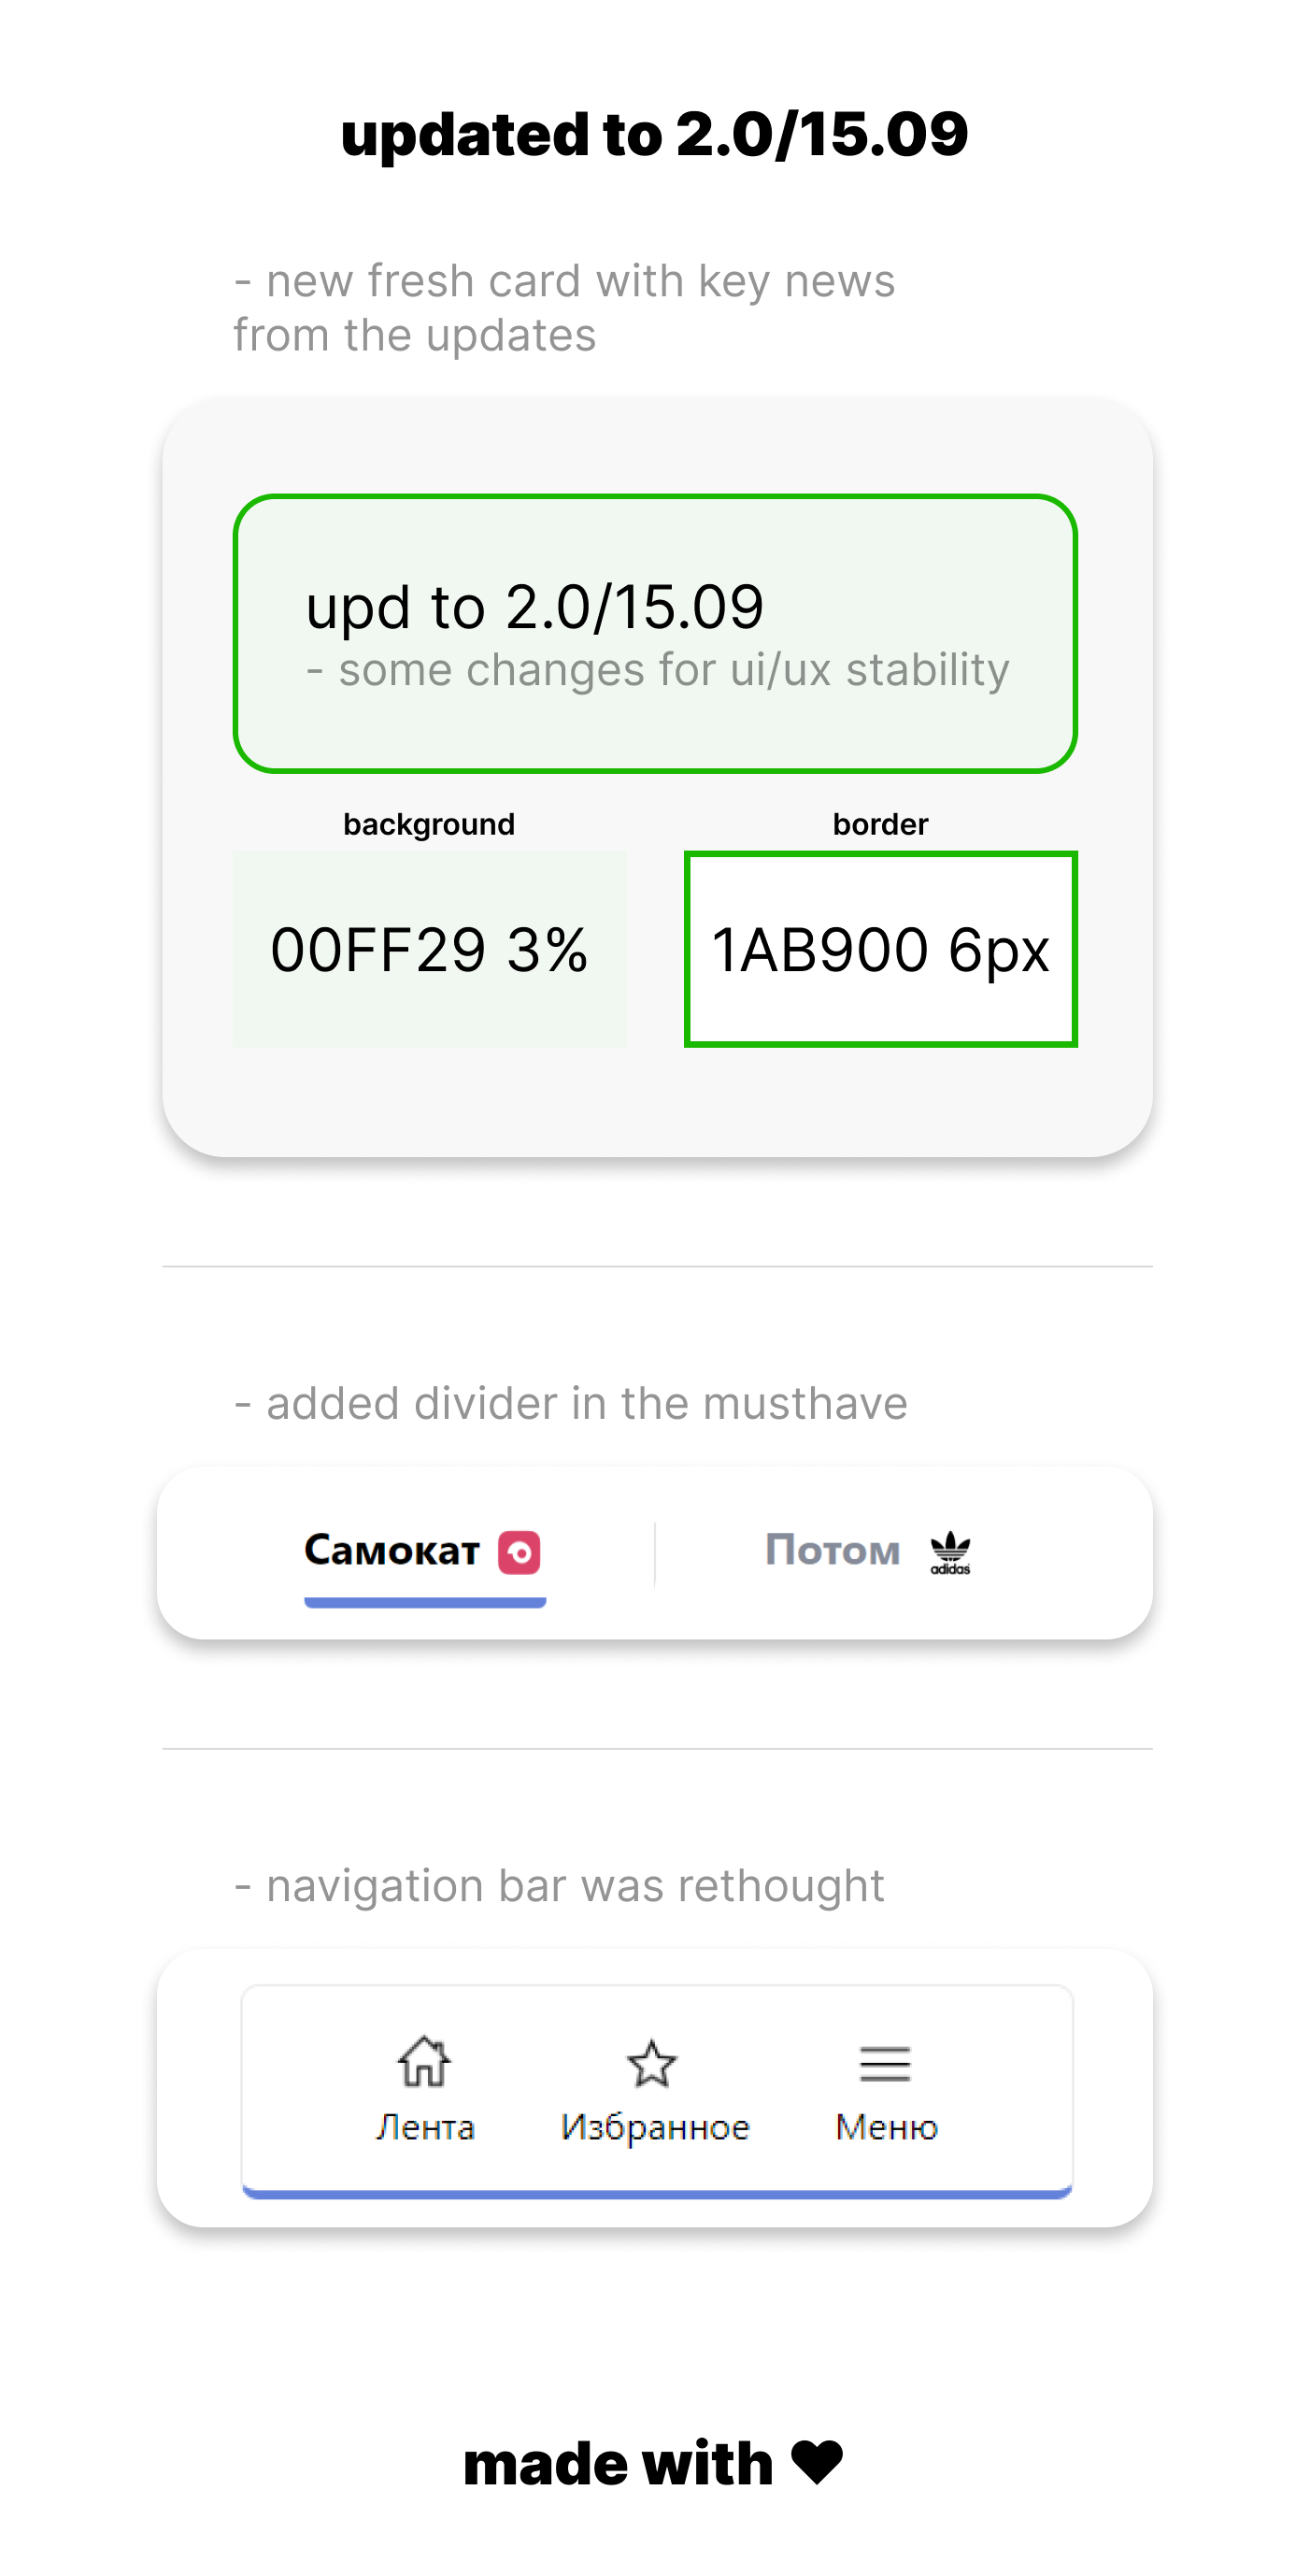 updated to 2.0/15.09
- new fresh card with key news
from the updates
upd to 2.0/15.09
- some changes for ui/ux stability
background
border
00FF29 3%
1AB900 6px
- added divider in the musthave
Самокат
Потом
adidas
- navigation bar was rethought
Лента
Избранное
Меню
made with ♥